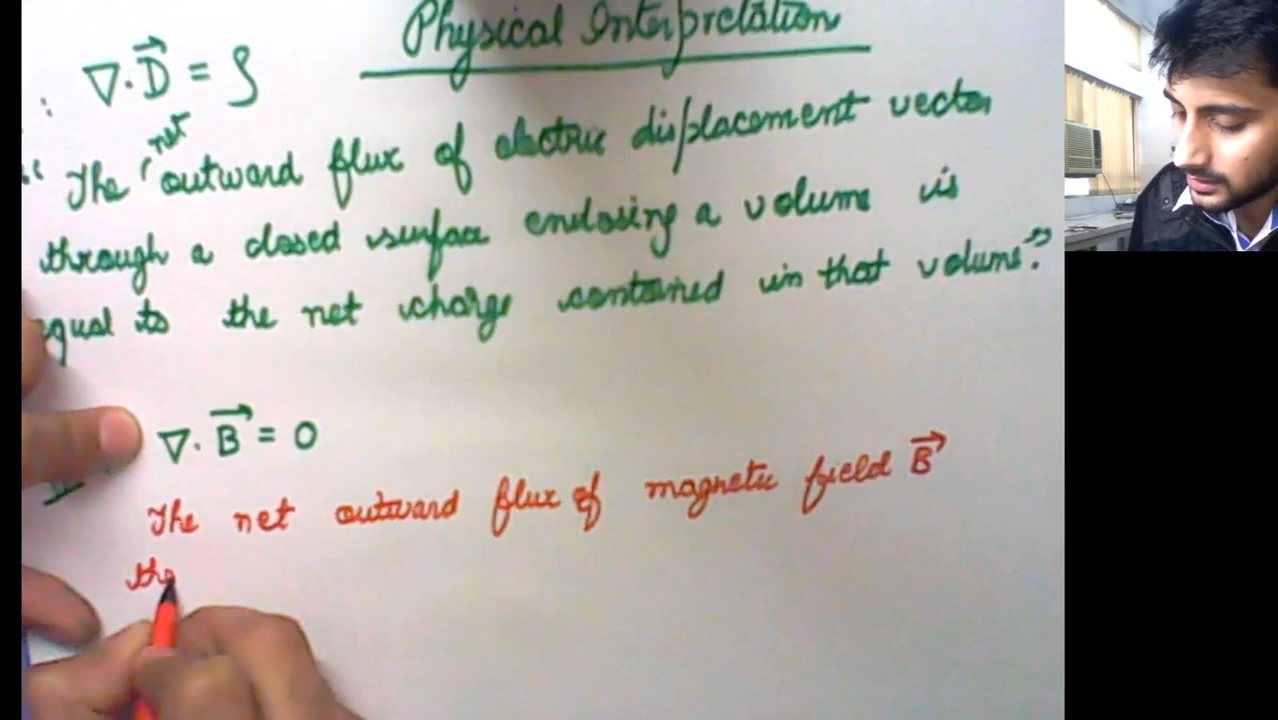 Physical Interpretation
: ∇·D⃗ = ρ
net
"The outward flux of electric displacement vector
through a closed surface enclosing a volume is
equal to the net charge contained in that volume".
∇·B⃗ = 0
The net outward flux of magnetic field B⃗
the